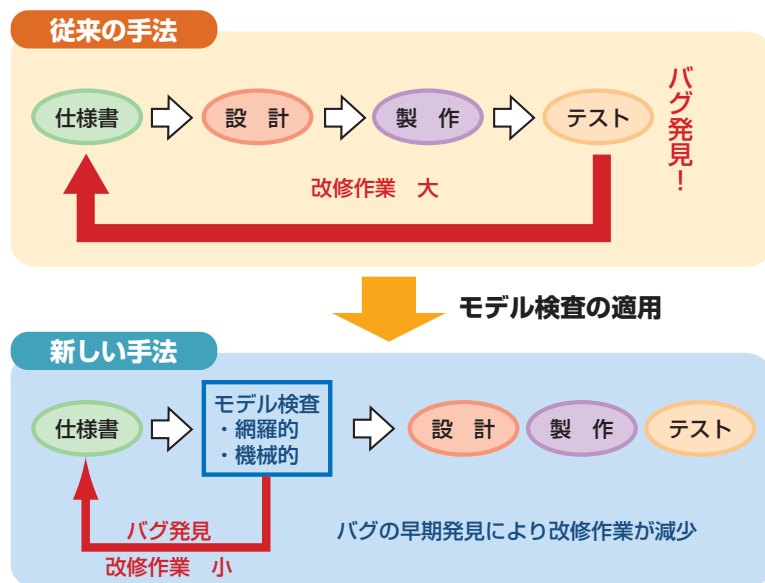 従来の手法
仕様書
設 計
製 作
テスト
バグ発見！
改修作業 大
モデル検査の適用
新しい手法
仕様書
モデル検査
・網羅的
・機械的
設 計
製 作
テスト
バグ発見
改修作業 小
バグの早期発見により改修作業が減少